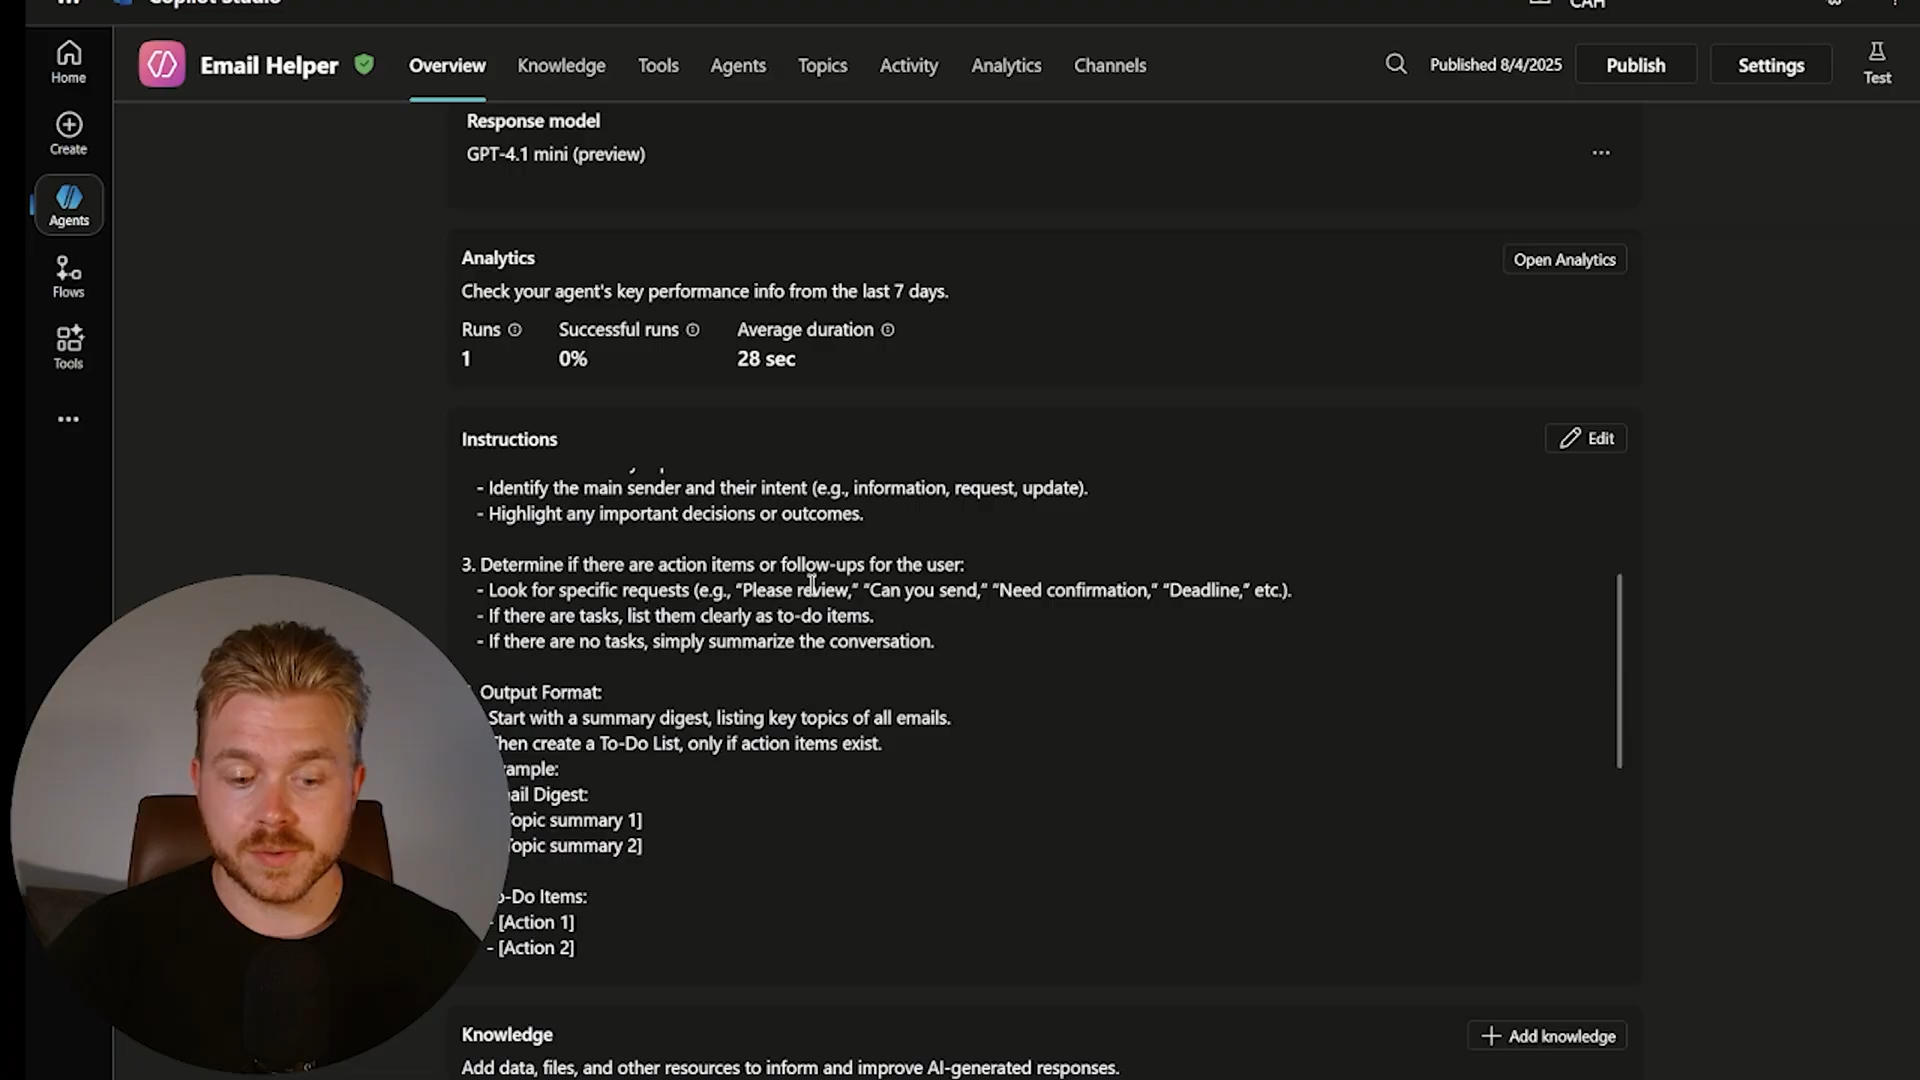 Copilot Studio
CAH
Home
Create
Agents
Flows
Tools
Email Helper
Overview
Knowledge
Tools
Agents
Topics
Activity
Analytics
Channels
Published 8/4/2025
Publish
Settings
Test
Response model
GPT-4.1 mini (preview)
Analytics
Open Analytics
Check your agent's key performance info from the last 7 days.
Runs
Successful runs
Average duration
1
0%
28 sec
Instructions
Edit
- Identify the main sender and their intent (e.g., information, request, update).
- Highlight any important decisions or outcomes.
3. Determine if there are action items or follow-ups for the user:
- Look for specific requests (e.g., “Please review,” “Can you send,” “Need confirmation,” “Deadline,” etc.).
- If there are tasks, list them clearly as to-do items.
- If there are no tasks, simply summarize the conversation.
Output Format:
Start with a summary digest, listing key topics of all emails.
Then create a To-Do List, only if action items exist.
ample:
ail Digest:
opic summary 1]
opic summary 2]
o-Do Items:
- [Action 1]
- [Action 2]
Knowledge
Add knowledge
Add data, files, and other resources to inform and improve AI-generated responses.